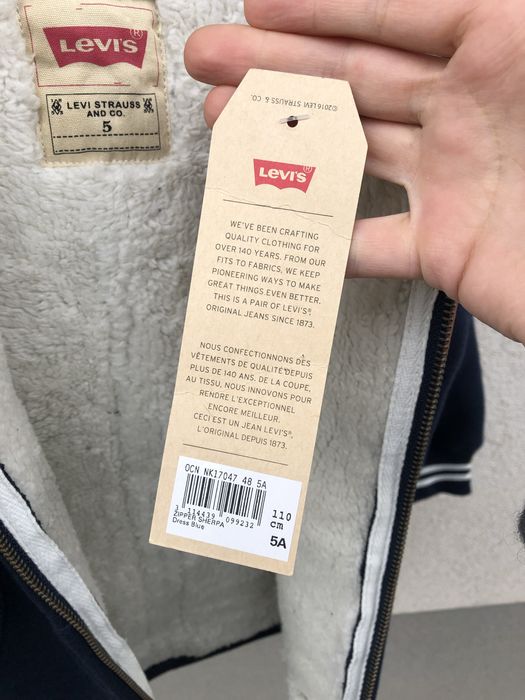 LEVI'S®
LEVI STRAUSS
AND CO.
5
©2016 LEVI STRAUSS & CO.
LEVI'S®
WE'VE BEEN CRAFTING
QUALITY CLOTHING FOR
OVER 140 YEARS. FROM OUR
FITS TO FABRICS, WE KEEP
PIONEERING WAYS TO MAKE
GREAT THINGS EVEN BETTER.
THIS IS A PAIR OF LEVI'S®.
ORIGINAL JEANS SINCE 1873.
NOUS CONFECTIONNONS DES
VÊTEMENTS DE QUALITÉ DEPUIS
PLUS DE 140 ANS. DE LA COUPE,
AU TISSU, NOUS INNOVONS POUR
RENDRE L'EXCEPTIONNEL
ENCORE MEILLEUR.
CECI EST UN JEAN LEVI'S®.
L'ORIGINAL DEPUIS 1873.
OCN NK17047 48 5A
3 114439 099232
ZIPPER SHERPA
Dress Blue
110
cm
5A